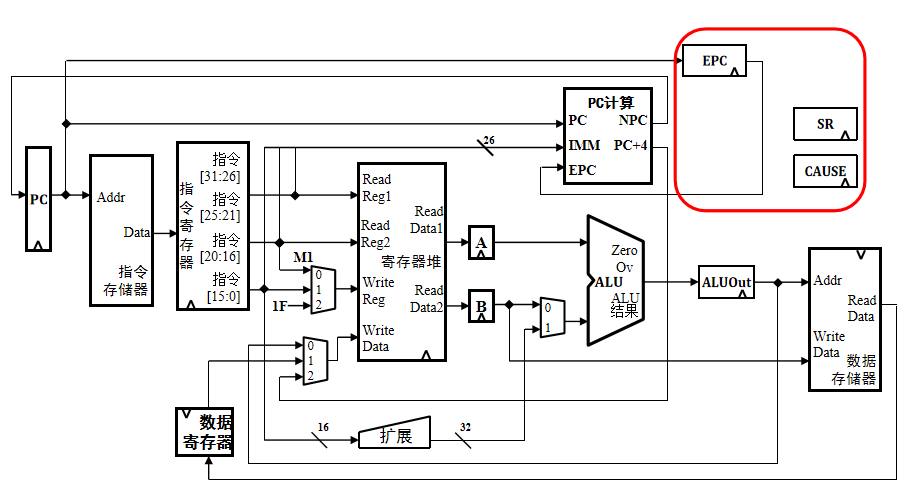 EPC
SR
CAUSE
PC计算
PC
NPC
IMM
PC+4
EPC
26
PC
Addr
Data
指令
存储器
指
令
寄
存
器
指令
[31:26]
指令
[25:21]
指令
[20:16]
指令
[15:0]
M1
0
1
2
1F
0
1
2
Read
Reg1
Read
Reg2
Write
Reg
Write
Data
Read
Data1
寄存器堆
Read
Data2
A
B
0
1
Zero
Ov
ALU
ALU
结果
ALUOut
Addr
Read
Data
Write
Data
数据
存储器
数据
寄存器
16
扩展
32